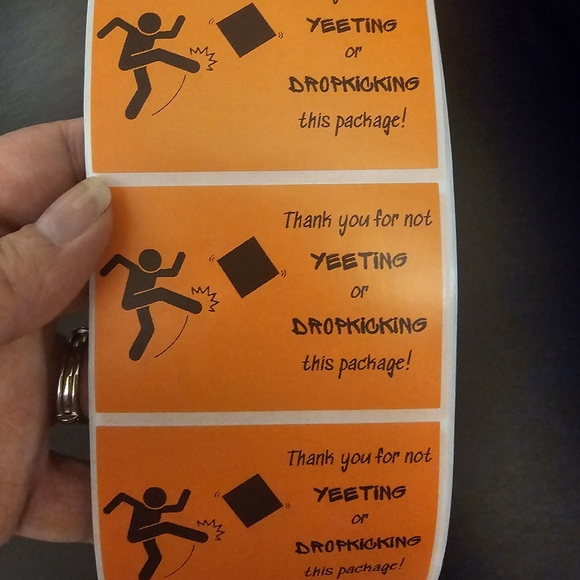 YEETING
or
DROPKICKING
this package!
Thank you for not
YEETING
or
DROPKICKING
this package!
Thank you for not
YEETING
or
DROPKICKING
this package!